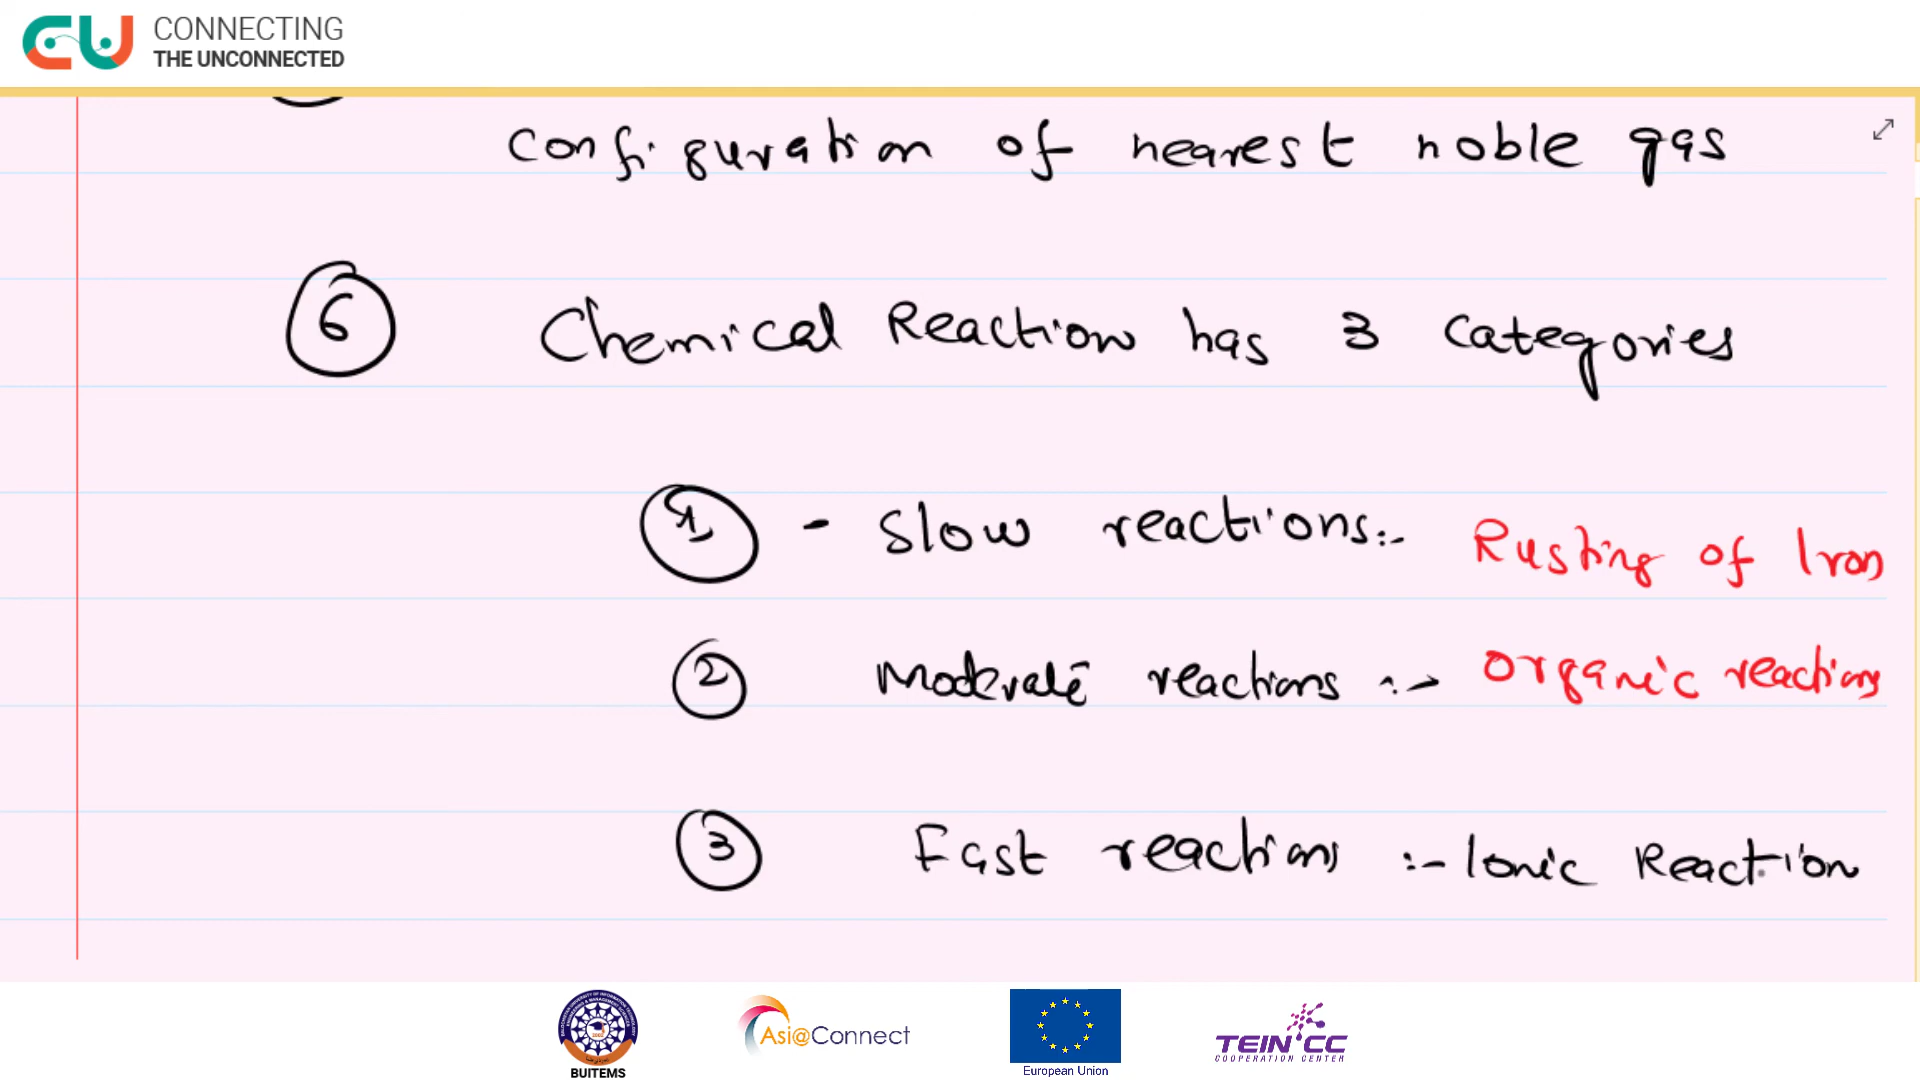 CONNECTING
THE UNCONNECTED
configuration of nearest noble gas
6 Chemical Reaction has 3 Categories
1 - Slow reactions:- Rusting of Iron
2 Moderate reactions :- Organic reactions
3 Fast reactions :- Ionic Reaction
BUITEMS
Asi@Connect
European Union
TEIN*CC
COOPERATION CENTER